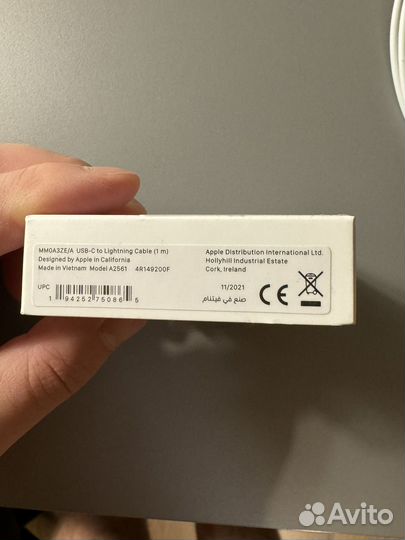 MM0A3ZE/A USB-C to Lightning Cable (1 m)
Designed by Apple in California
Made in Vietnam Model A2561 4R149200F
UPC
1 94252 75086 5
Apple Distribution International Ltd.
Hollyhill Industrial Estate
Cork, Ireland
11/2021
صنع في فيتنام
CE
Avito